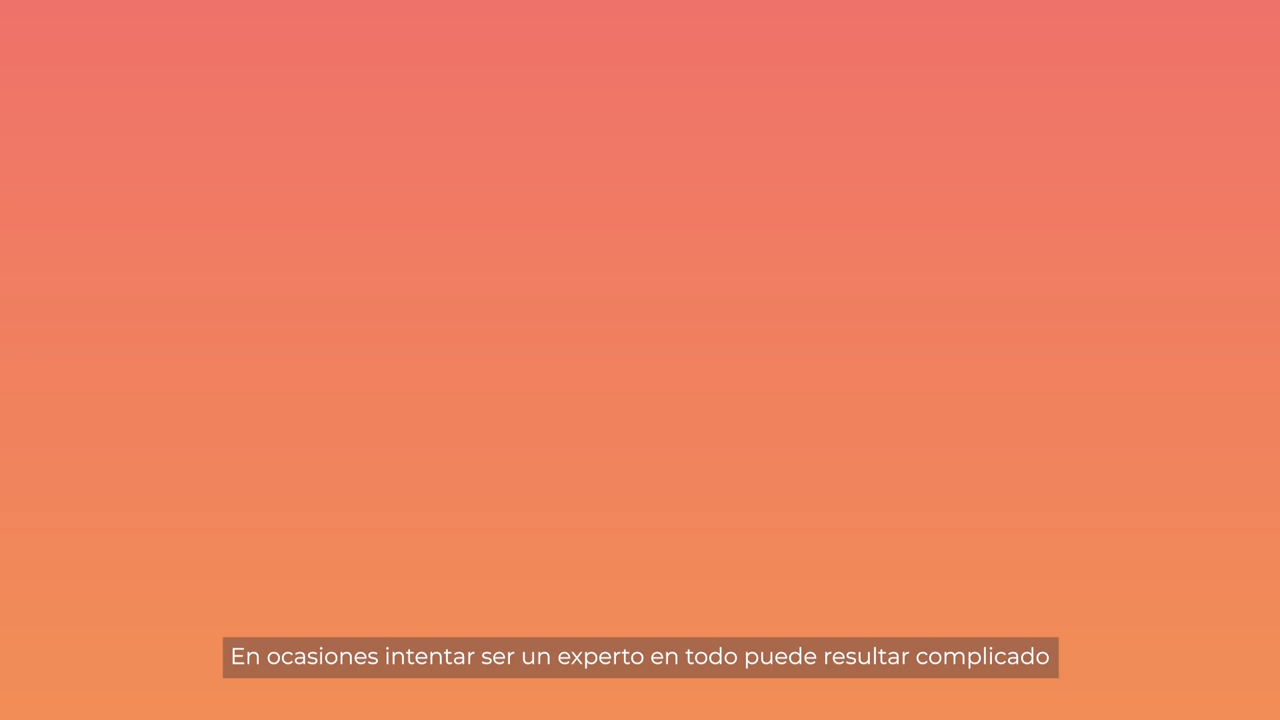 En ocasiones intentar ser un experto en todo puede resultar complicado